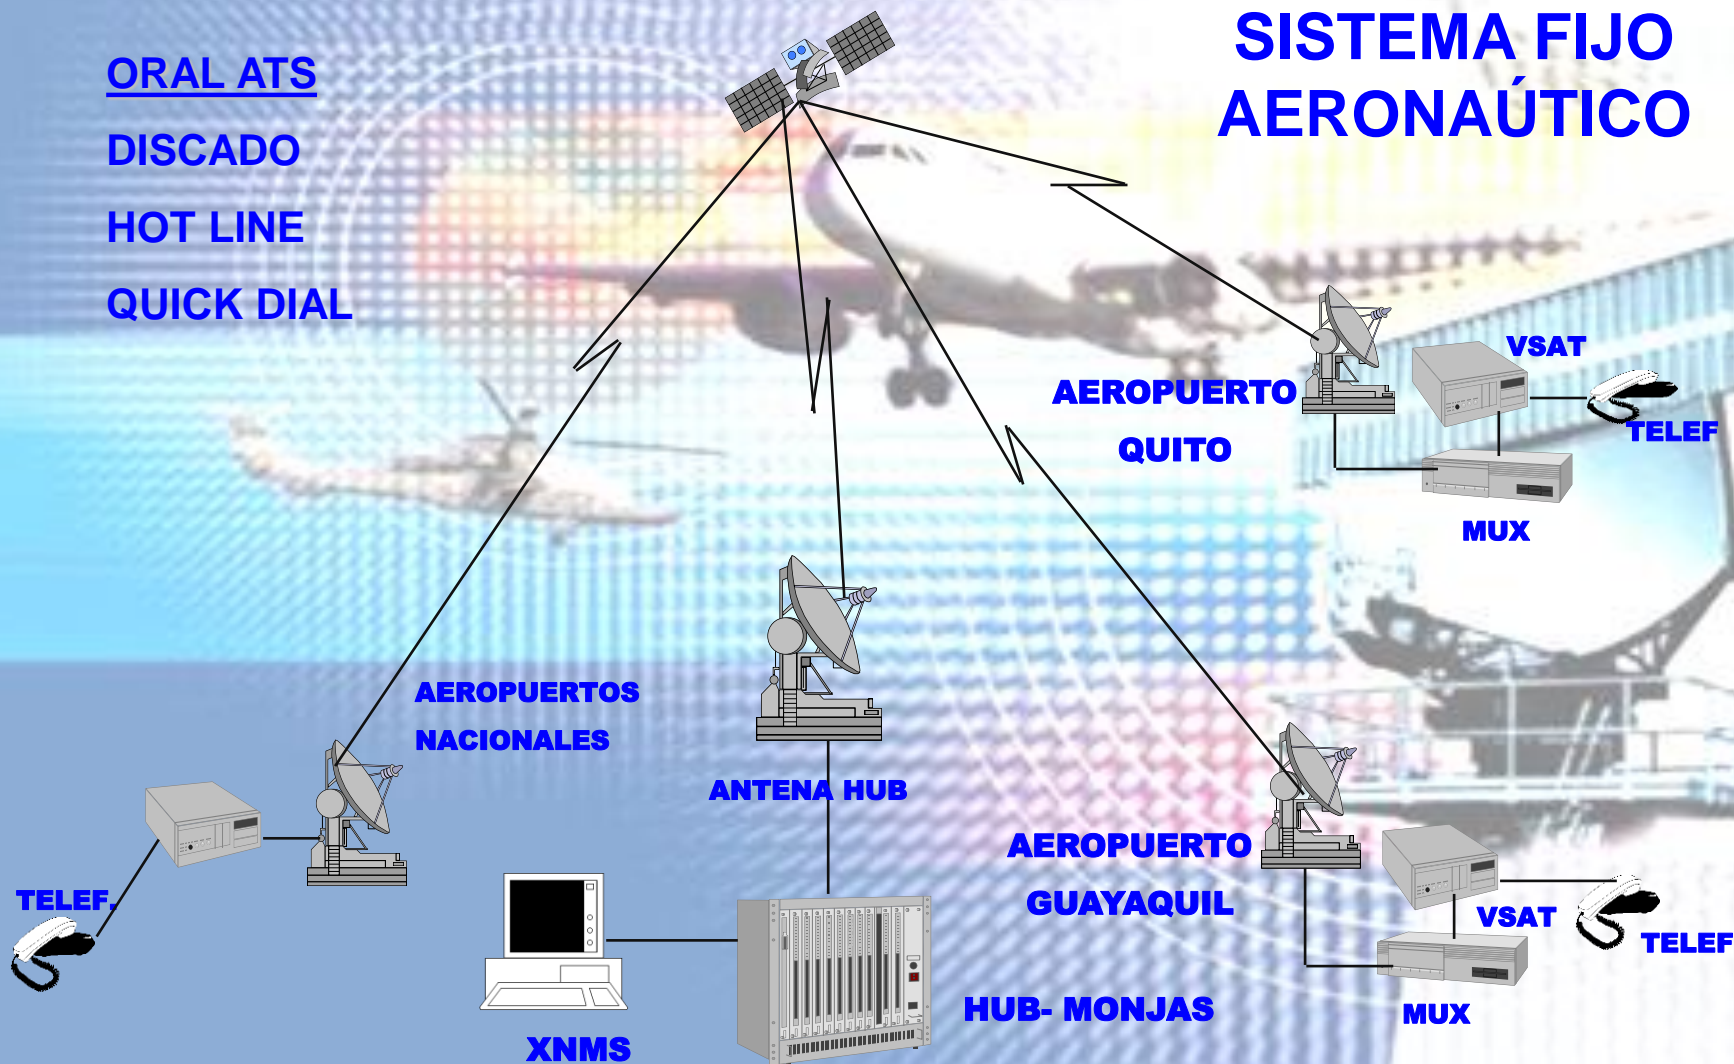 SISTEMA FIJO
AERONAÚTICO
ORAL ATS
DISCADO
HOT LINE
QUICK DIAL
VSAT
AEROPUERTO
QUITO
TELEF
MUX
AEROPUERTOS
NACIONALES
ANTENA HUB
AEROPUERTO
GUAYAQUIL
TELEF.
VSAT
TELEF
HUB- MONJAS
MUX
XNMS